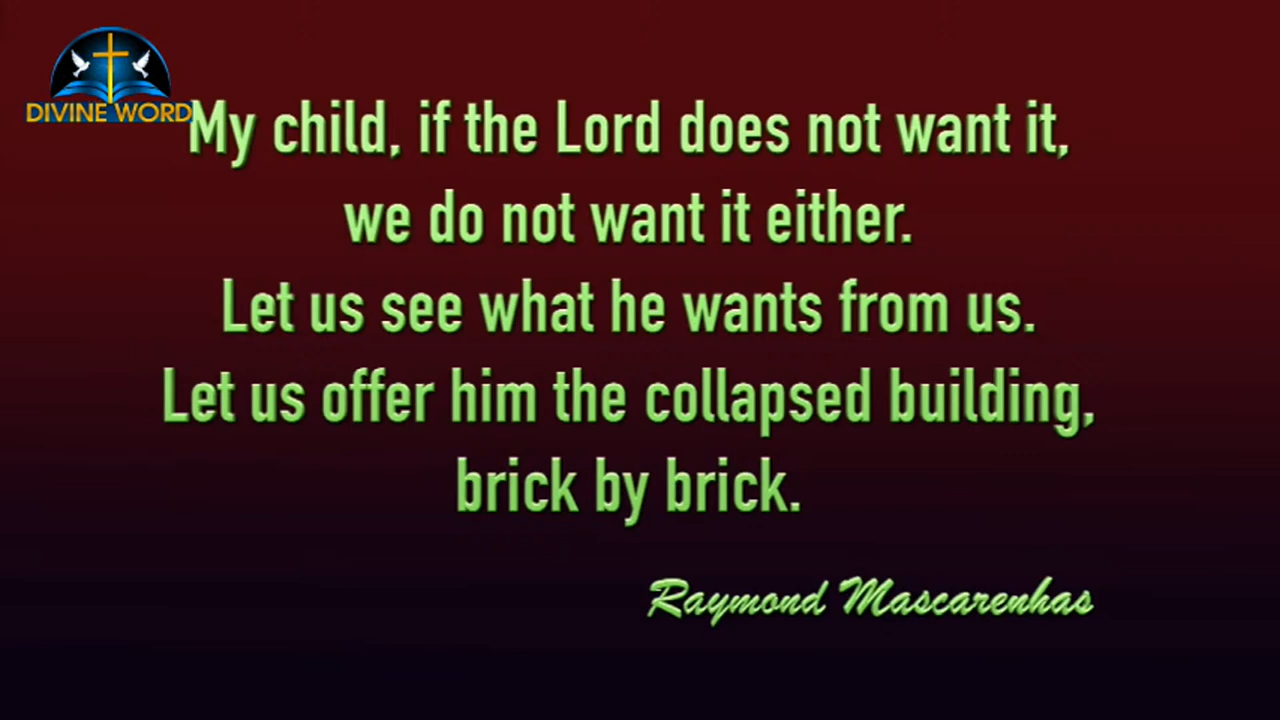 DIVINE WORD
My child, if the Lord does not want it,
we do not want it either.
Let us see what he wants from us.
Let us offer him the collapsed building,
brick by brick.
Raymond Mascarenhas